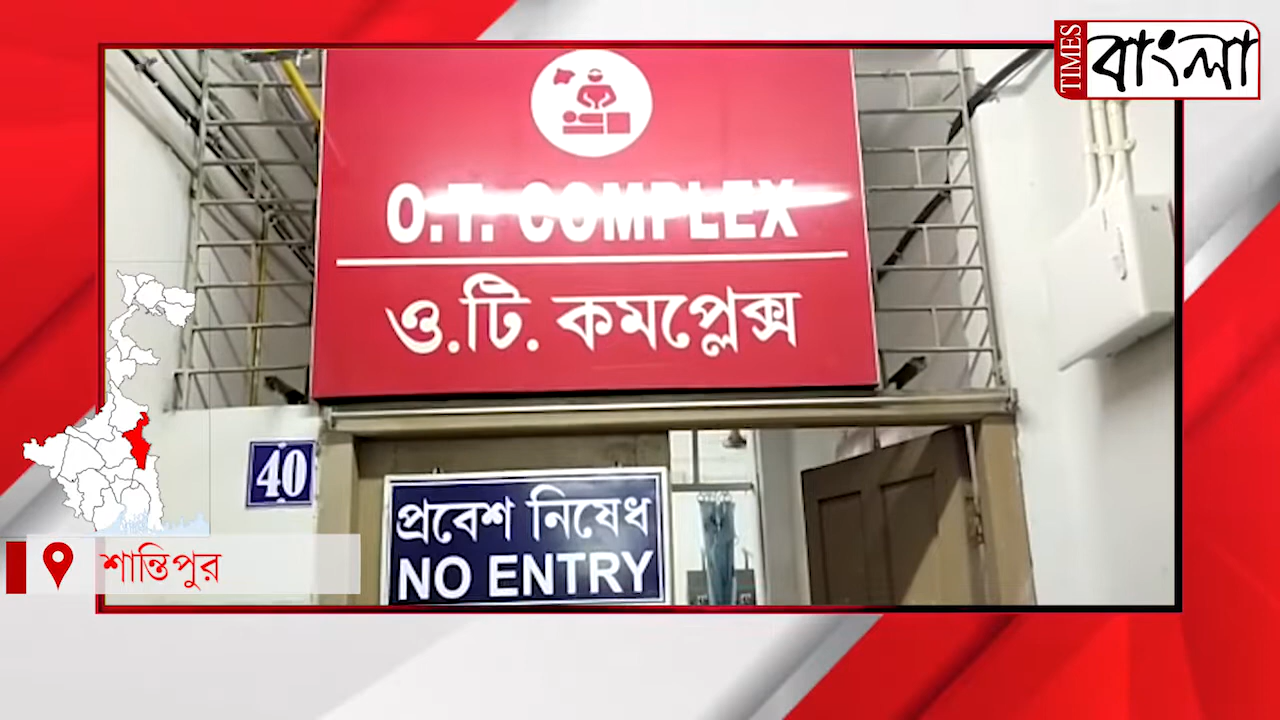 TIMES
বাংলা
O.T. COMPLEX
ও.টি. কমপ্লেক্স
40
প্রবেশ নিষেধ
NO ENTRY
শান্তিপুর